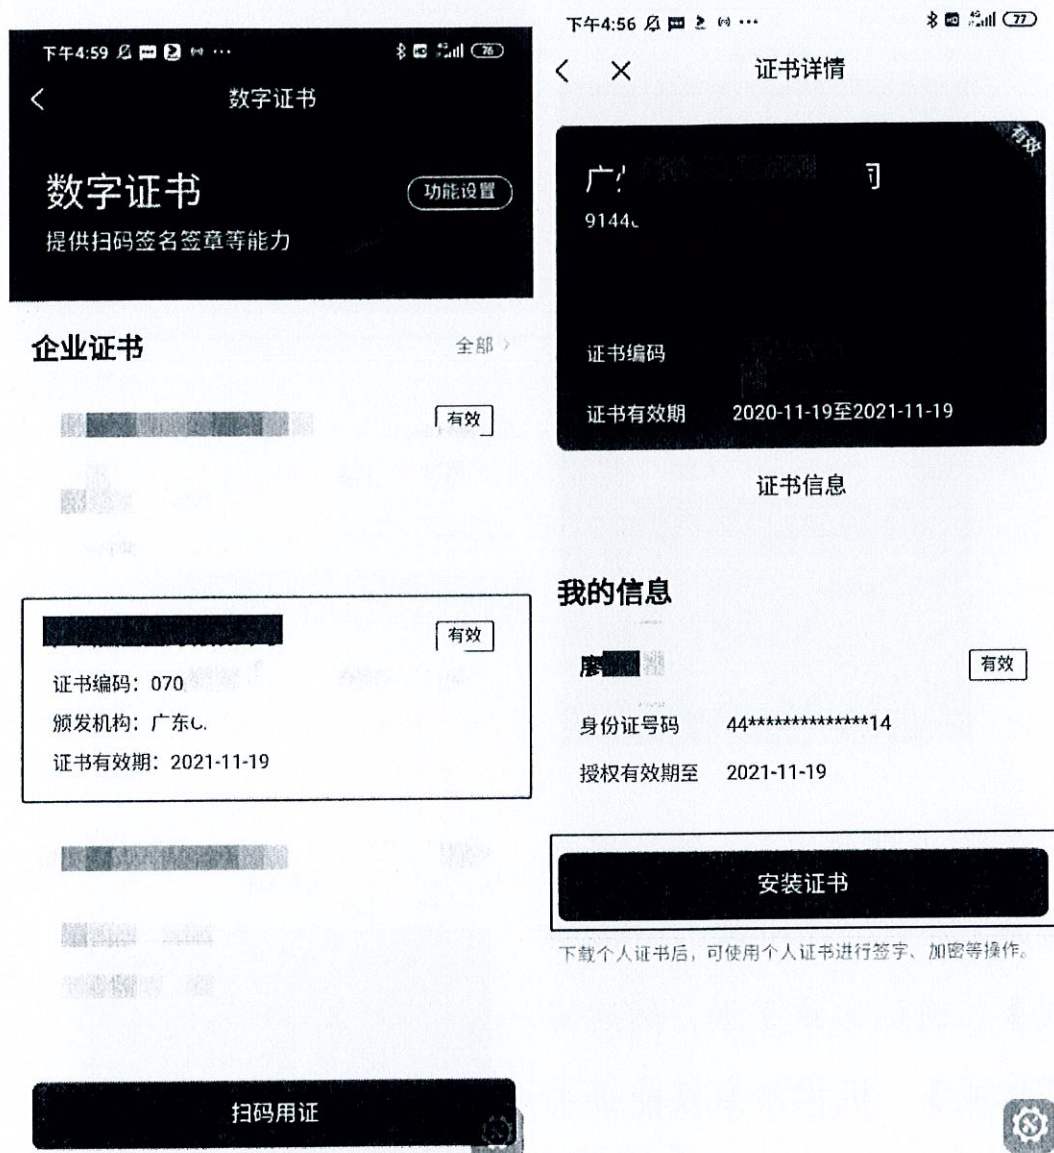 下午4:59
76
数字证书
数字证书
功能设置
提供扫码签名签章等能力
企业证书
全部
有效
有效
证书编码：070
颁发机构：广东
证书有效期：2021-11-19
扫码用证
下午4:56
77
证书详情
有效
广
司
9144
证书编码
证书有效期 2020-11-19至2021-11-19
证书信息
我的信息
廖
有效
身份证号码 44**************14
授权有效期至 2021-11-19
安装证书
下载个人证书后，可使用个人证书进行签字、加密等操作。